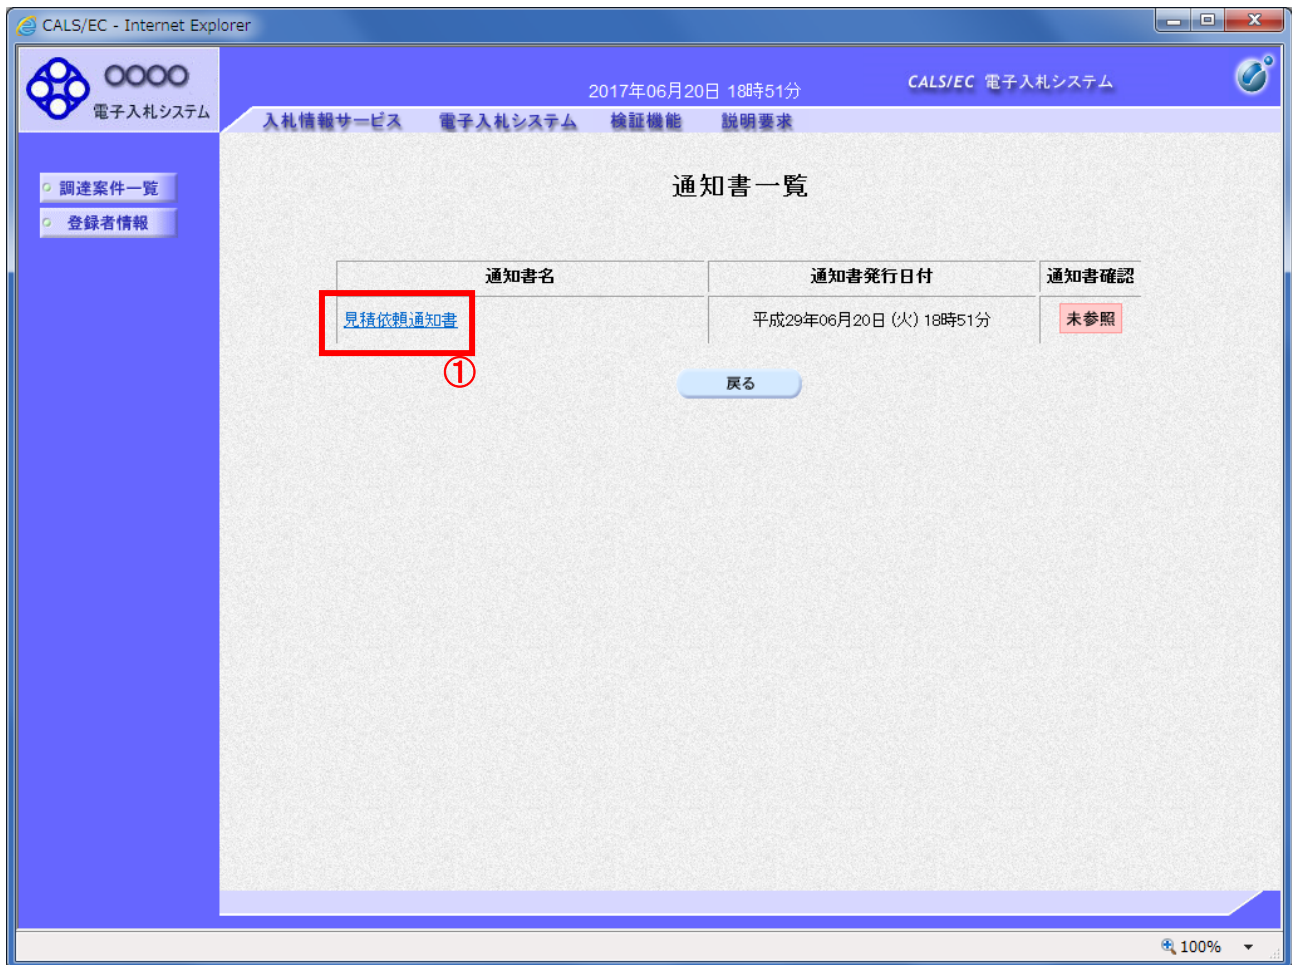 CALS/EC - Internet Explorer
○○○○
電子入札システム
2017年06月20日 18時51分
CALS/EC 電子入札システム
入札情報サービス 電子入札システム 検証機能 説明要求
調達案件一覧
登録者情報
通知書一覧
通知書名 通知書発行日付 通知書確認
見積依頼通知書 平成29年06月20日 (火) 18時51分 未参照
①
戻る
100%